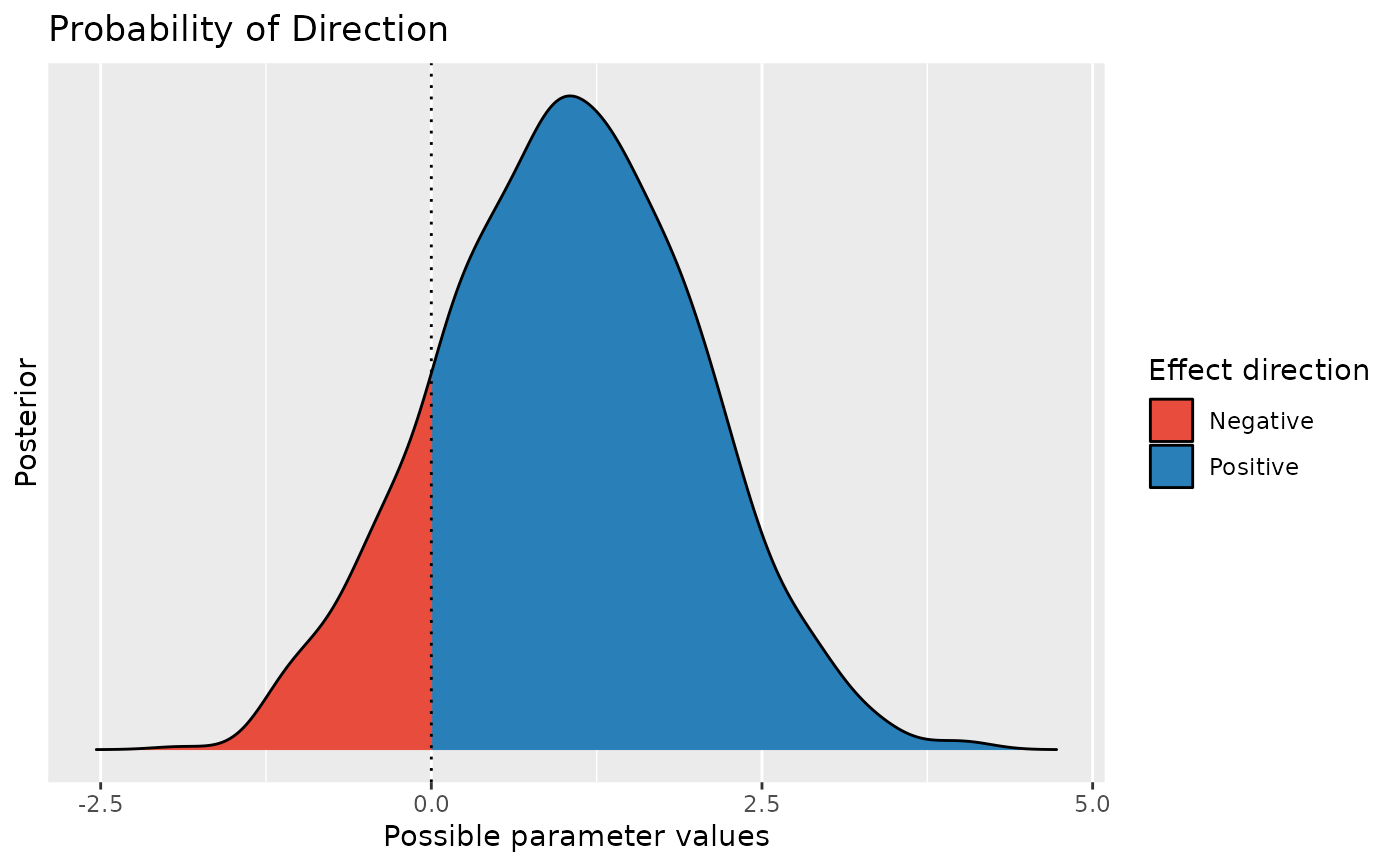 Probability of Direction
Posterior
-2.5
0.0
2.5
5.0
Possible parameter values
Effect direction
Negative
Positive